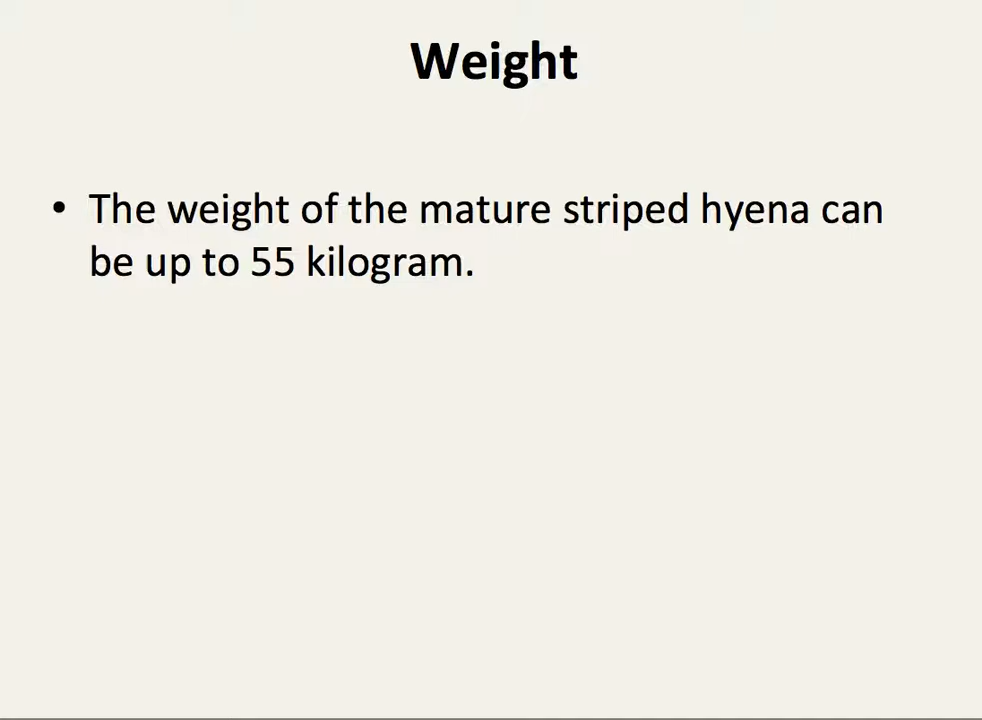 Weight
• The weight of the mature striped hyena can
be up to 55 kilogram.